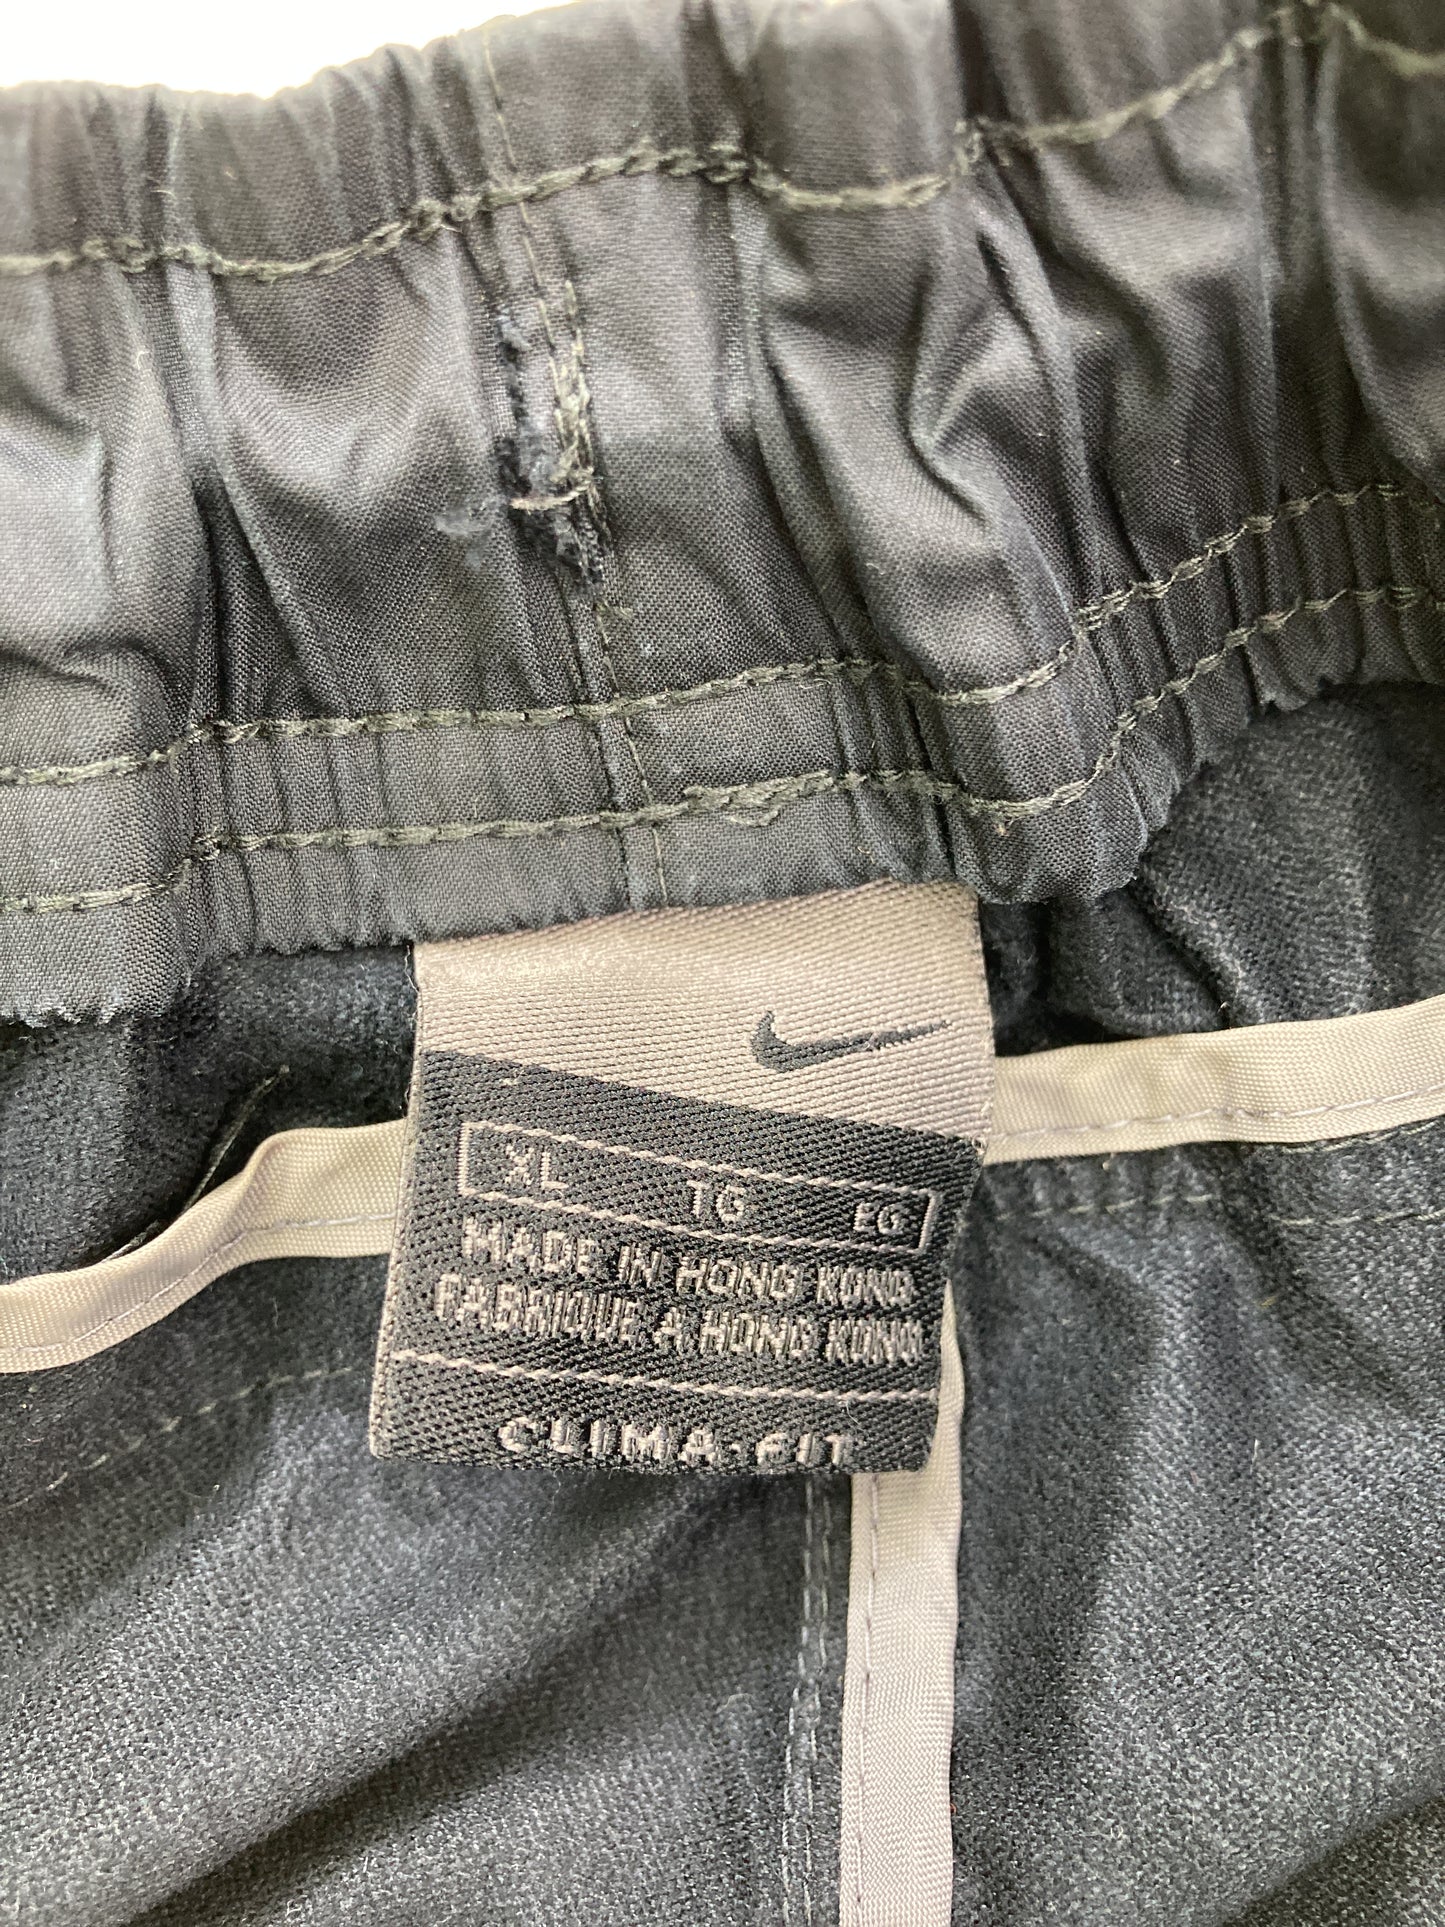 XL TG EG
MADE IN HONG KONG
FABRIQUE A HONG KONG
CLIMA-FIT